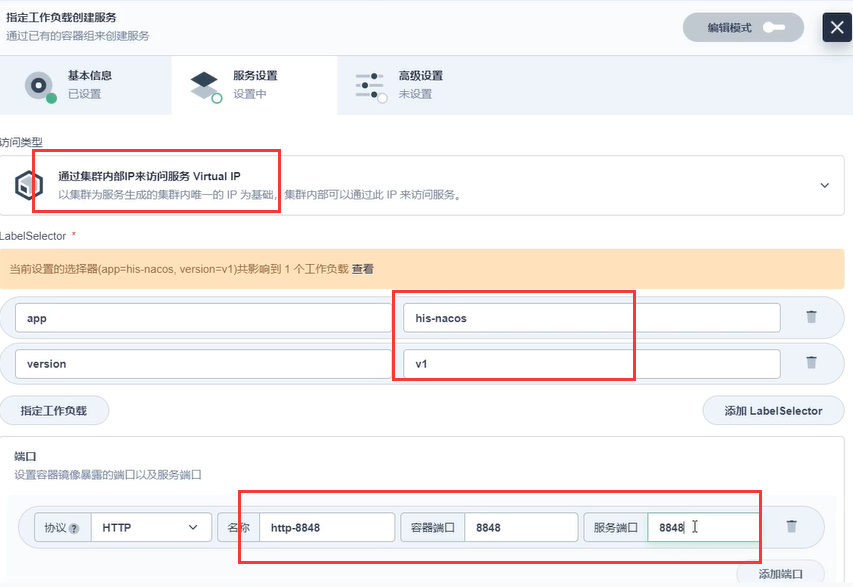 指定工作负载创建服务
通过已有的容器组来创建服务
编辑模式
基本信息
已设置
服务设置
设置中
高级设置
未设置
访问类型
通过集群内部IP来访问服务 Virtual IP
以集群为服务生成的集群内唯一的 IP 为基础，集群内部可以通过此 IP 来访问服务。
LabelSelector *
当前设置的选择器(app=his-nacos, version=v1)共影响到 1 个工作负载 查看
app his-nacos
version v1
指定工作负载 添加 LabelSelector
端口
设置容器镜像暴露的端口以及服务端口
协议 ? HTTP 名称 http-8848 容器端口 8848 服务端口 8848
添加端口